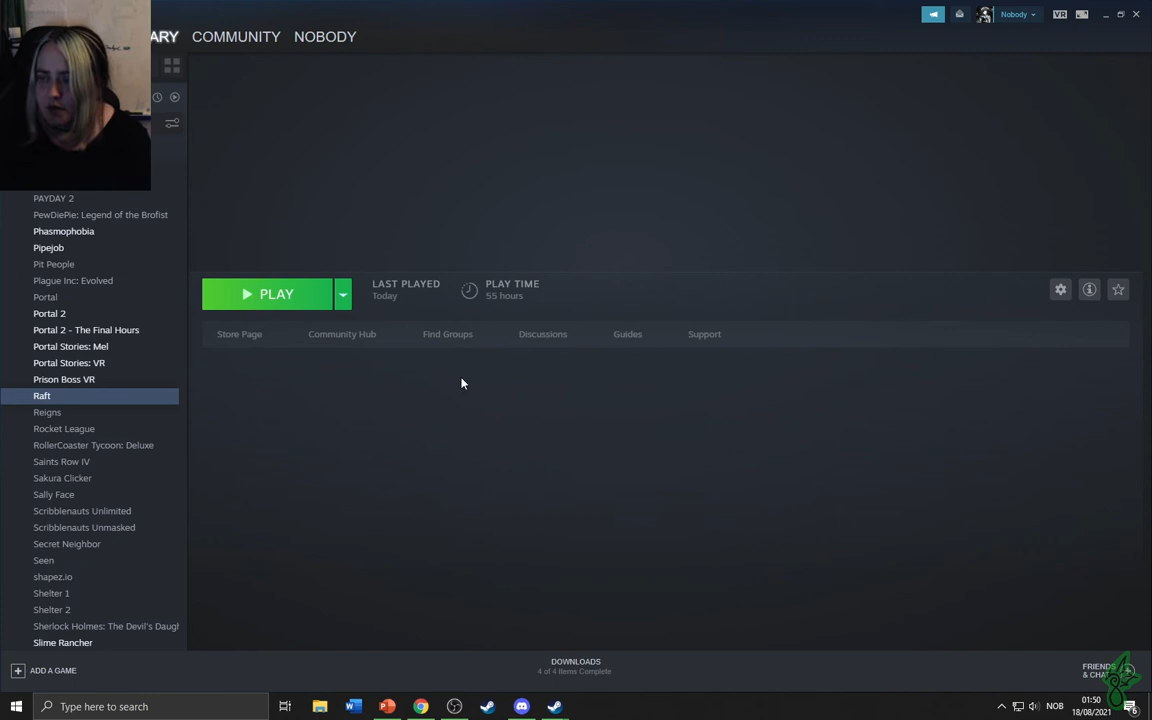 Nobody
VR
ARY COMMUNITY NOBODY
PAYDAY 2
PewDiePie: Legend of the Brofist
Phasmophobia
Pipejob
Pit People
Plague Inc: Evolved
Portal
Portal 2
Portal 2 - The Final Hours
Portal Stories: Mel
Portal Stories: VR
Prison Boss VR
Raft
Reigns
Rocket League
RollerCoaster Tycoon: Deluxe
Saints Row IV
Sakura Clicker
Sally Face
Scribblenauts Unlimited
Scribblenauts Unmasked
Secret Neighbor
Seen
shapez.io
Shelter 1
Shelter 2
Sherlock Holmes: The Devil's Daugh
Slime Rancher
PLAY
LAST PLAYED
Today
PLAY TIME
55 hours
Store Page Community Hub Find Groups Discussions Guides Support
ADD A GAME
DOWNLOADS
4 of 4 Items Complete
FRIENDS
& CHAT
Type here to search
NOB
01:50
18/08/2021
6